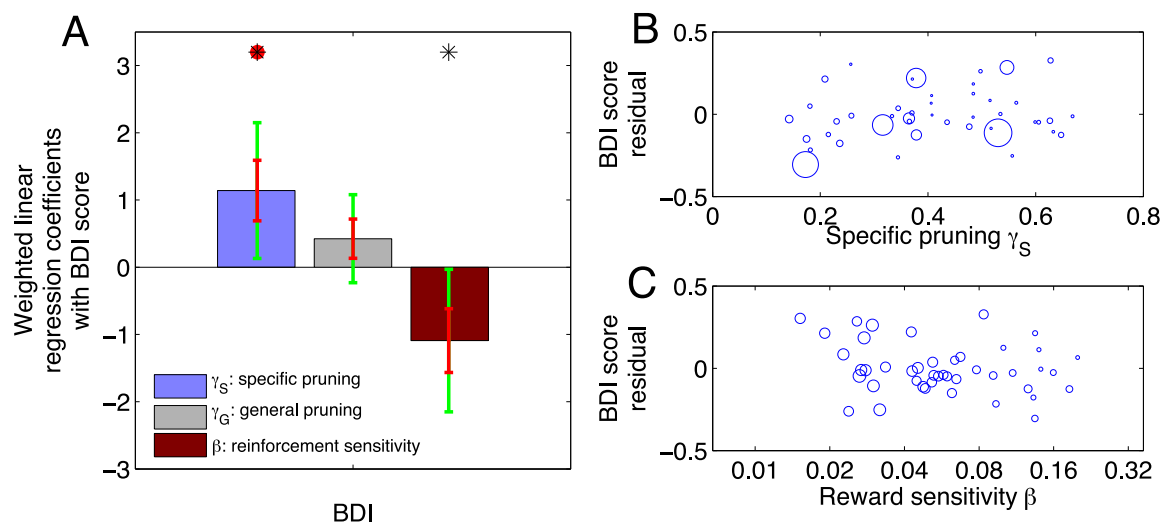 A
Weighted linear
regression coefficients
with BDI score
3
2
1
0
−1
−2
−3
γS: specific pruning
γG: general pruning
β: reinforcement sensitivity
BDI
B
BDI score
residual
0.5
0
−0.5
0 0.2 0.4 0.6 0.8
Specific pruning γS
C
BDI score
residual
0.5
0
−0.5
0.01 0.02 0.04 0.08 0.16 0.32
Reward sensitivity β